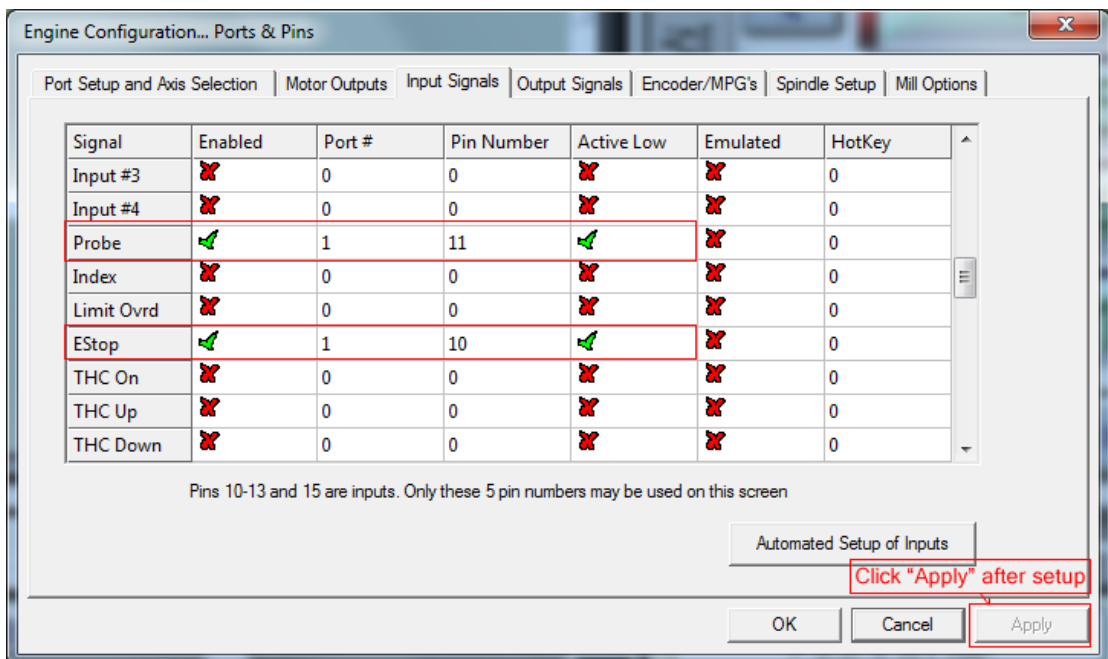 Engine Configuration... Ports & Pins
x
Port Setup and Axis Selection Motor Outputs Input Signals Output Signals Encoder/MPG's Spindle Setup Mill Options
Signal Enabled Port # Pin Number Active Low Emulated HotKey
Input #3 0 0 0
Input #4 0 0 0
Probe 1 11 0
Index 0 0 0
Limit Ovrd 0 0 0
EStop 1 10 0
THC On 0 0 0
THC Up 0 0 0
THC Down 0 0 0
Pins 10-13 and 15 are inputs. Only these 5 pin numbers may be used on this screen
Automated Setup of Inputs
Click “Apply” after setup
OK Cancel Apply